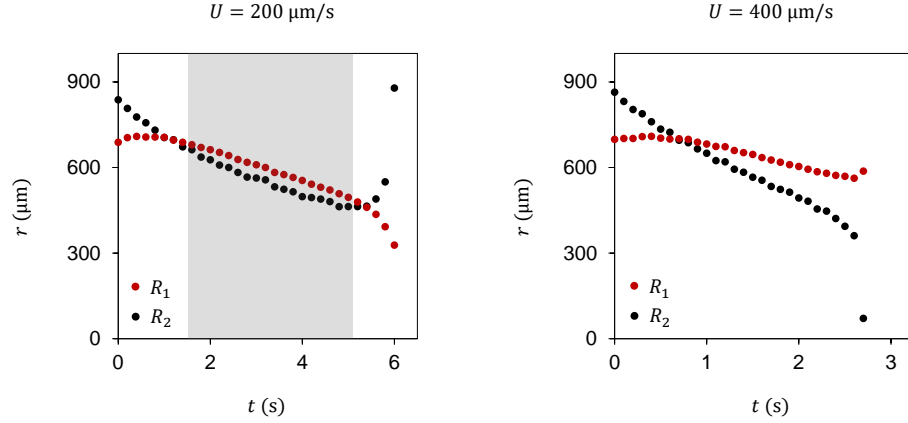 U = 200 μm/s
900
600
300
0
r (μm)
R₁
R₂
0
2
4
6
t (s)
U = 400 μm/s
900
600
300
0
r (μm)
R₁
R₂
0
1
2
3
t (s)